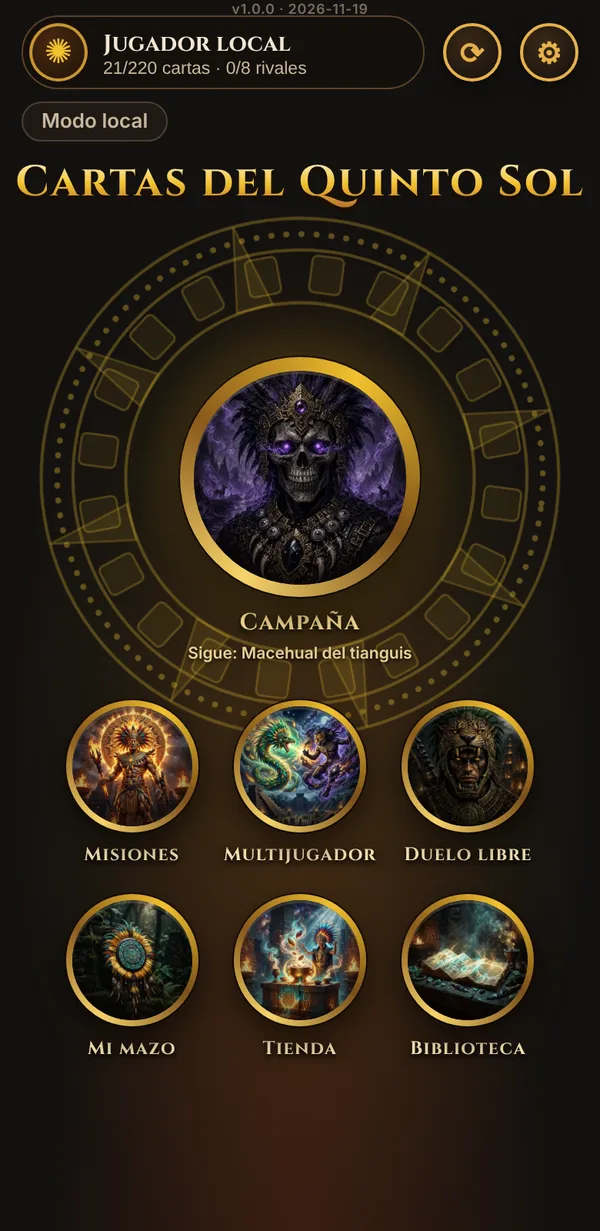 v1.0.0 · 2026-11-19
Jugador local
21/220 cartas · 0/8 rivales
Modo local
Cartas del Quinto Sol
Campaña
Sigue: Macehual del tianguis
Misiones
Multijugador
Duelo libre
Mi mazo
Tienda
Biblioteca